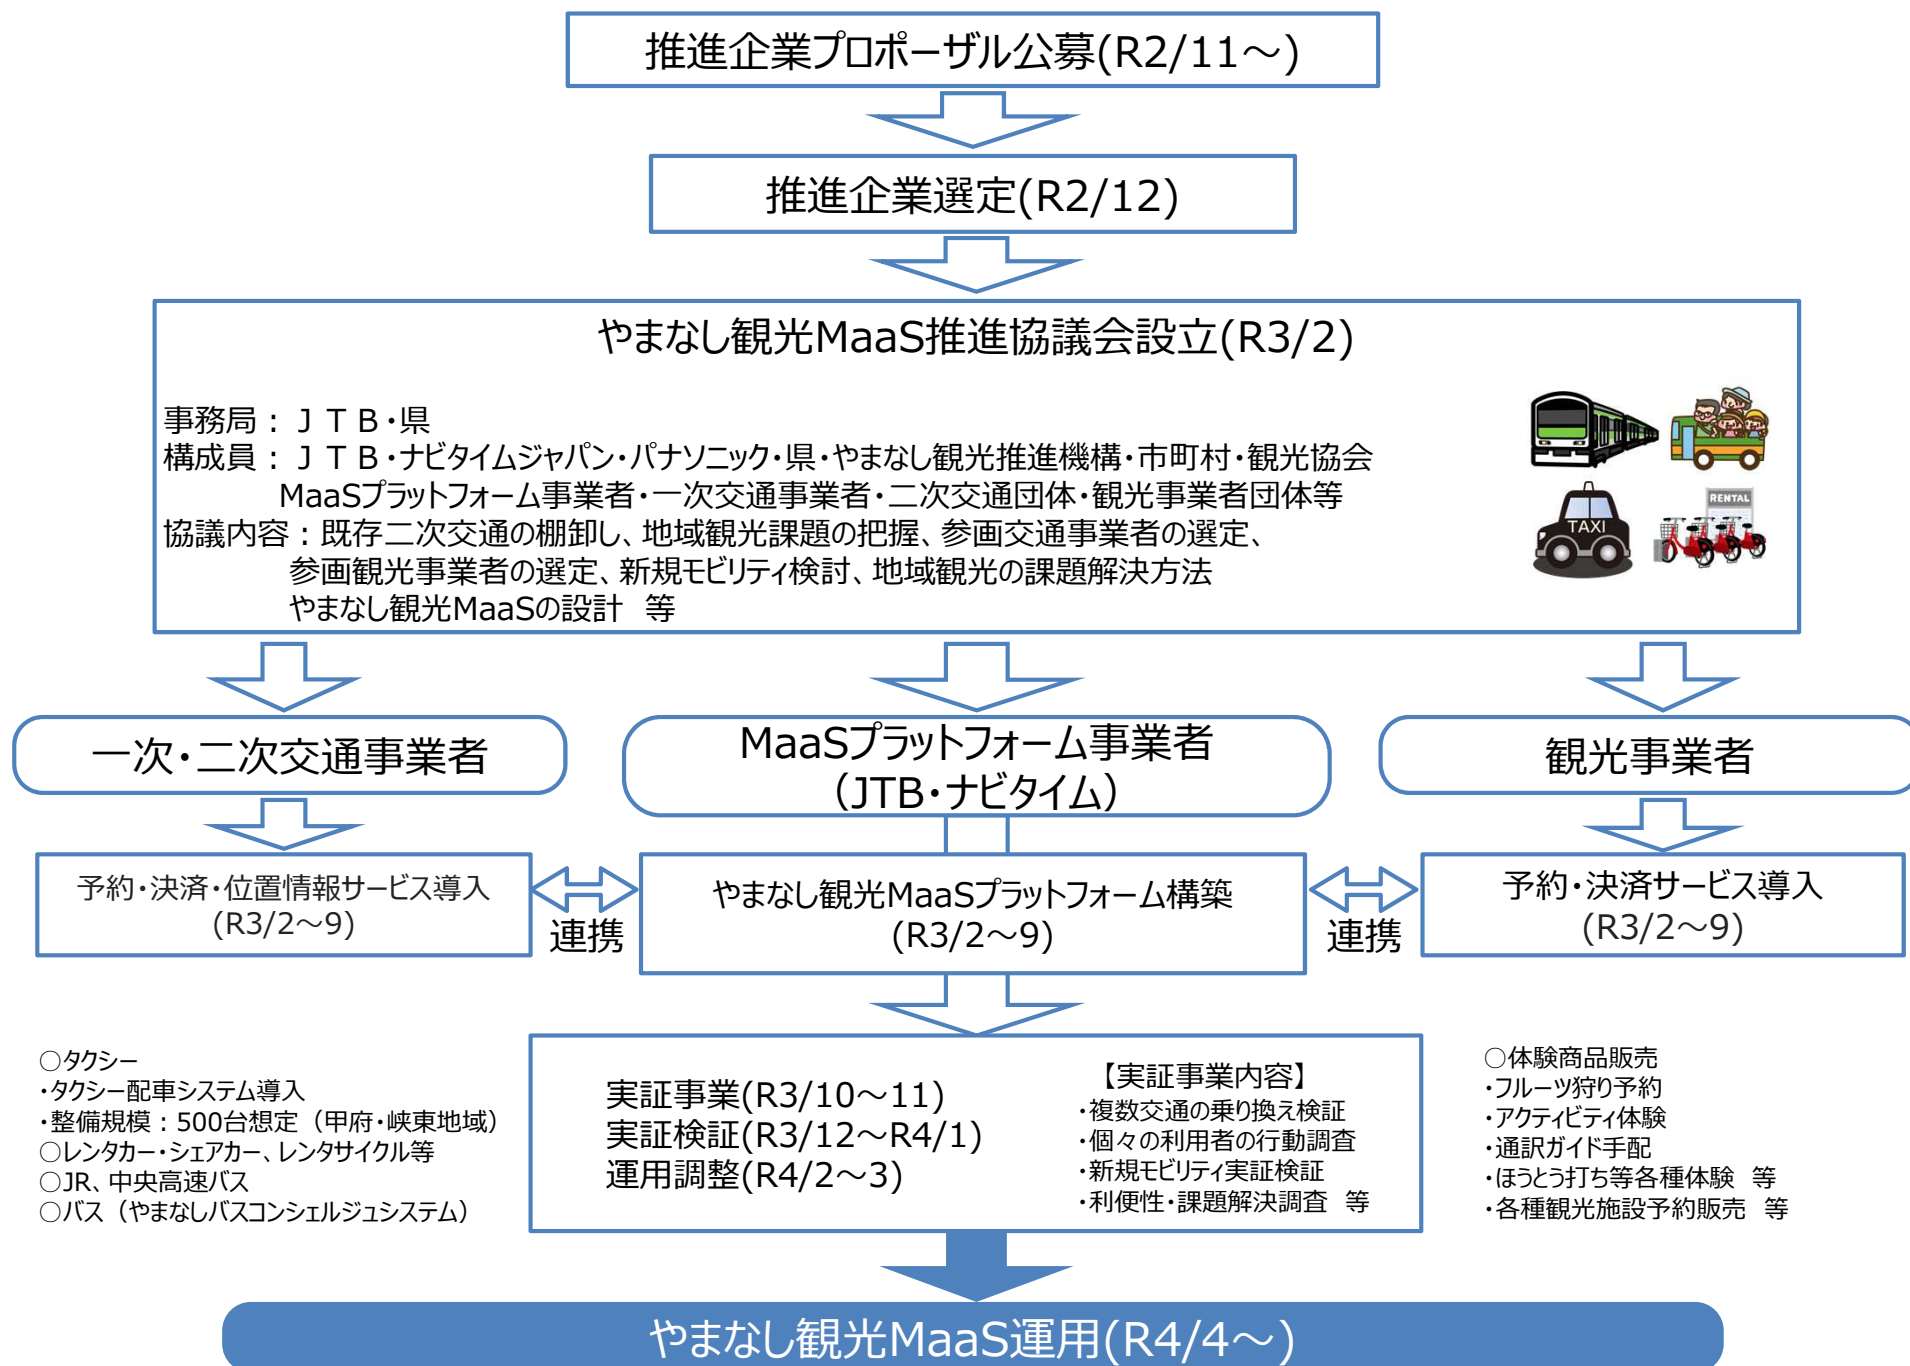 推進企業プロポーザル公募(R2/11～)
推進企業選定(R2/12)
やまなし観光MaaS推進協議会設立(R3/2)
事務局：ＪＴＢ・県
構成員：ＪＴＢ・ナビタイムジャパン・パナソニック・県・やまなし観光推進機構・市町村・観光協会
MaaSプラットフォーム事業者・一次交通事業者・二次交通団体・観光事業者団体等
協議内容：既存二次交通の棚卸し、地域観光課題の把握、参画交通事業者の選定、
参画観光事業者の選定、新規モビリティ検討、地域観光の課題解決方法
やまなし観光MaaSの設計　等
RENTAL
TAXI
一次・二次交通事業者
MaaSプラットフォーム事業者
（JTB・ナビタイム）
観光事業者
予約・決済・位置情報サービス導入
(R3/2～9)
連携
やまなし観光MaaSプラットフォーム構築
(R3/2～9)
連携
予約・決済サービス導入
(R3/2～9)
○タクシー
・タクシー配車システム導入
・整備規模：500台想定（甲府・峡東地域）
○レンタカー・シェアカー、レンタサイクル等
○JR、中央高速バス
○バス（やまなしバスコンシェルジュシステム）
実証事業(R3/10～11)
実証検証(R3/12～R4/1)
運用調整(R4/2～3)
【実証事業内容】
・複数交通の乗り換え検証
・個々の利用者の行動調査
・新規モビリティ実証検証
・利便性・課題解決調査　等
○体験商品販売
・フルーツ狩り予約
・アクティビティ体験
・通訳ガイド手配
・ほうとう打ち等各種体験　等
・各種観光施設予約販売　等
やまなし観光MaaS運用(R4/4～)